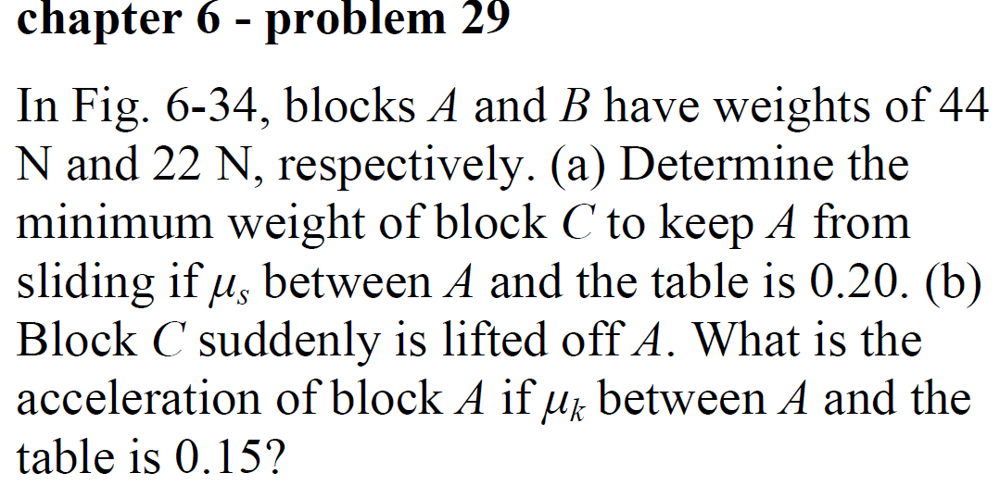 chapter 6 - problem 29
In Fig. 6-34, blocks A and B have weights of 44
N and 22 N, respectively. (a) Determine the
minimum weight of block C to keep A from
sliding if μs between A and the table is 0.20. (b)
Block C suddenly is lifted off A. What is the
acceleration of block A if μk between A and the
table is 0.15?